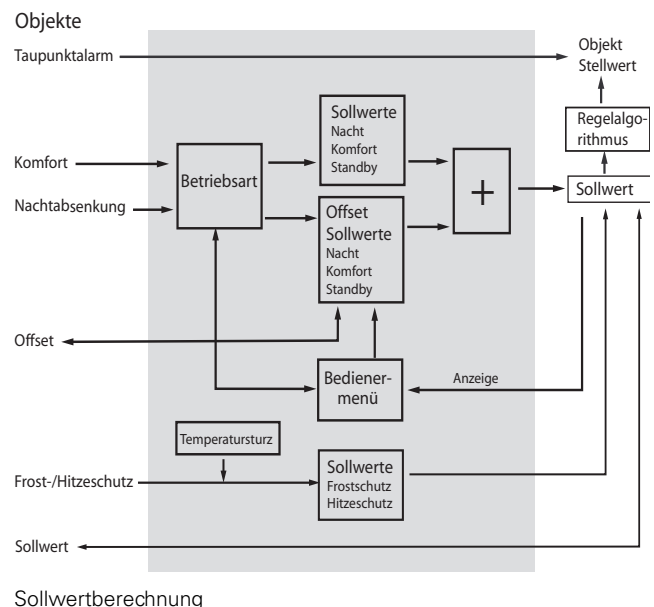 Objekte
Taupunktalarm
Objekt
Stellwert
Sollwerte
Nacht
Komfort
Standby
Regelalgo-
rithmus
Komfort
Betriebsart
+
Sollwert
Nachtabsenkung
Offset
Sollwerte
Nacht
Komfort
Standby
Offset
Bediener-
menü
Anzeige
Temperatursturz
Frost-/Hitzeschutz
Sollwerte
Frostschutz
Hitzeschutz
Sollwert
Sollwertberechnung